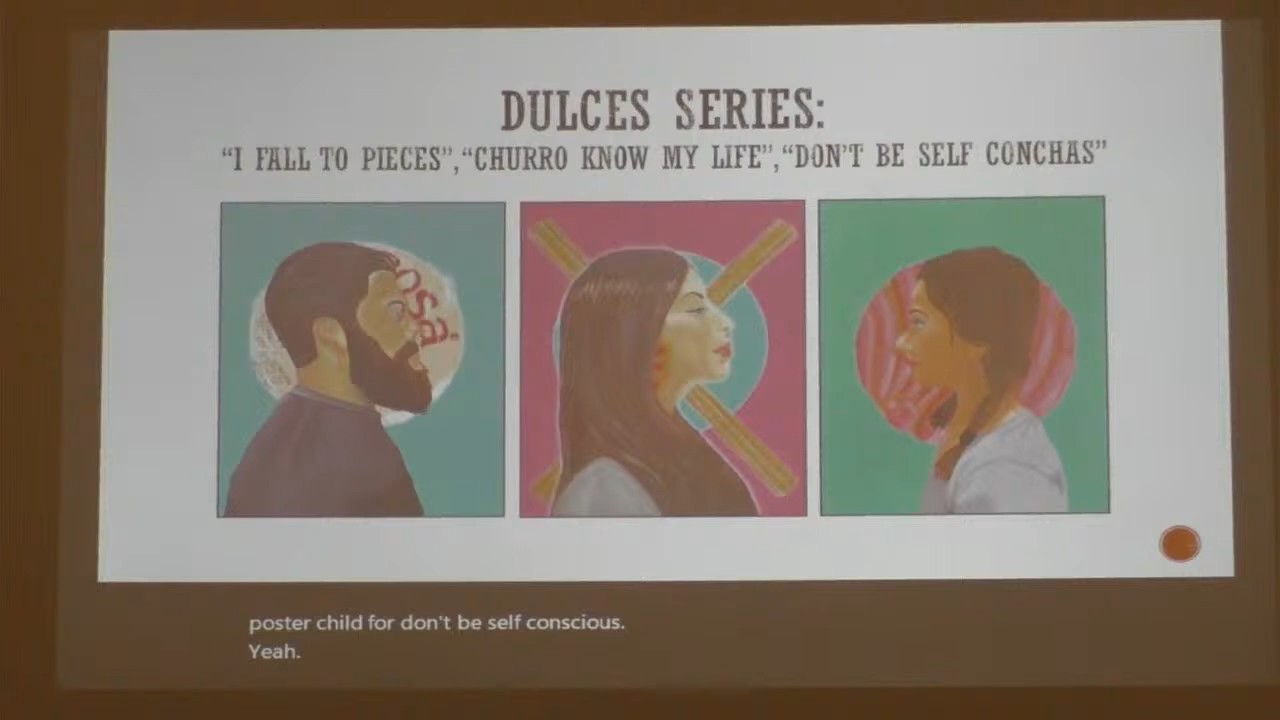 DULCES SERIES:
“I FALL TO PIECES”,“CHURRO KNOW MY LIFE”,“DON’T BE SELF CONCHAS”
osa
poster child for don't be self conscious.
Yeah.